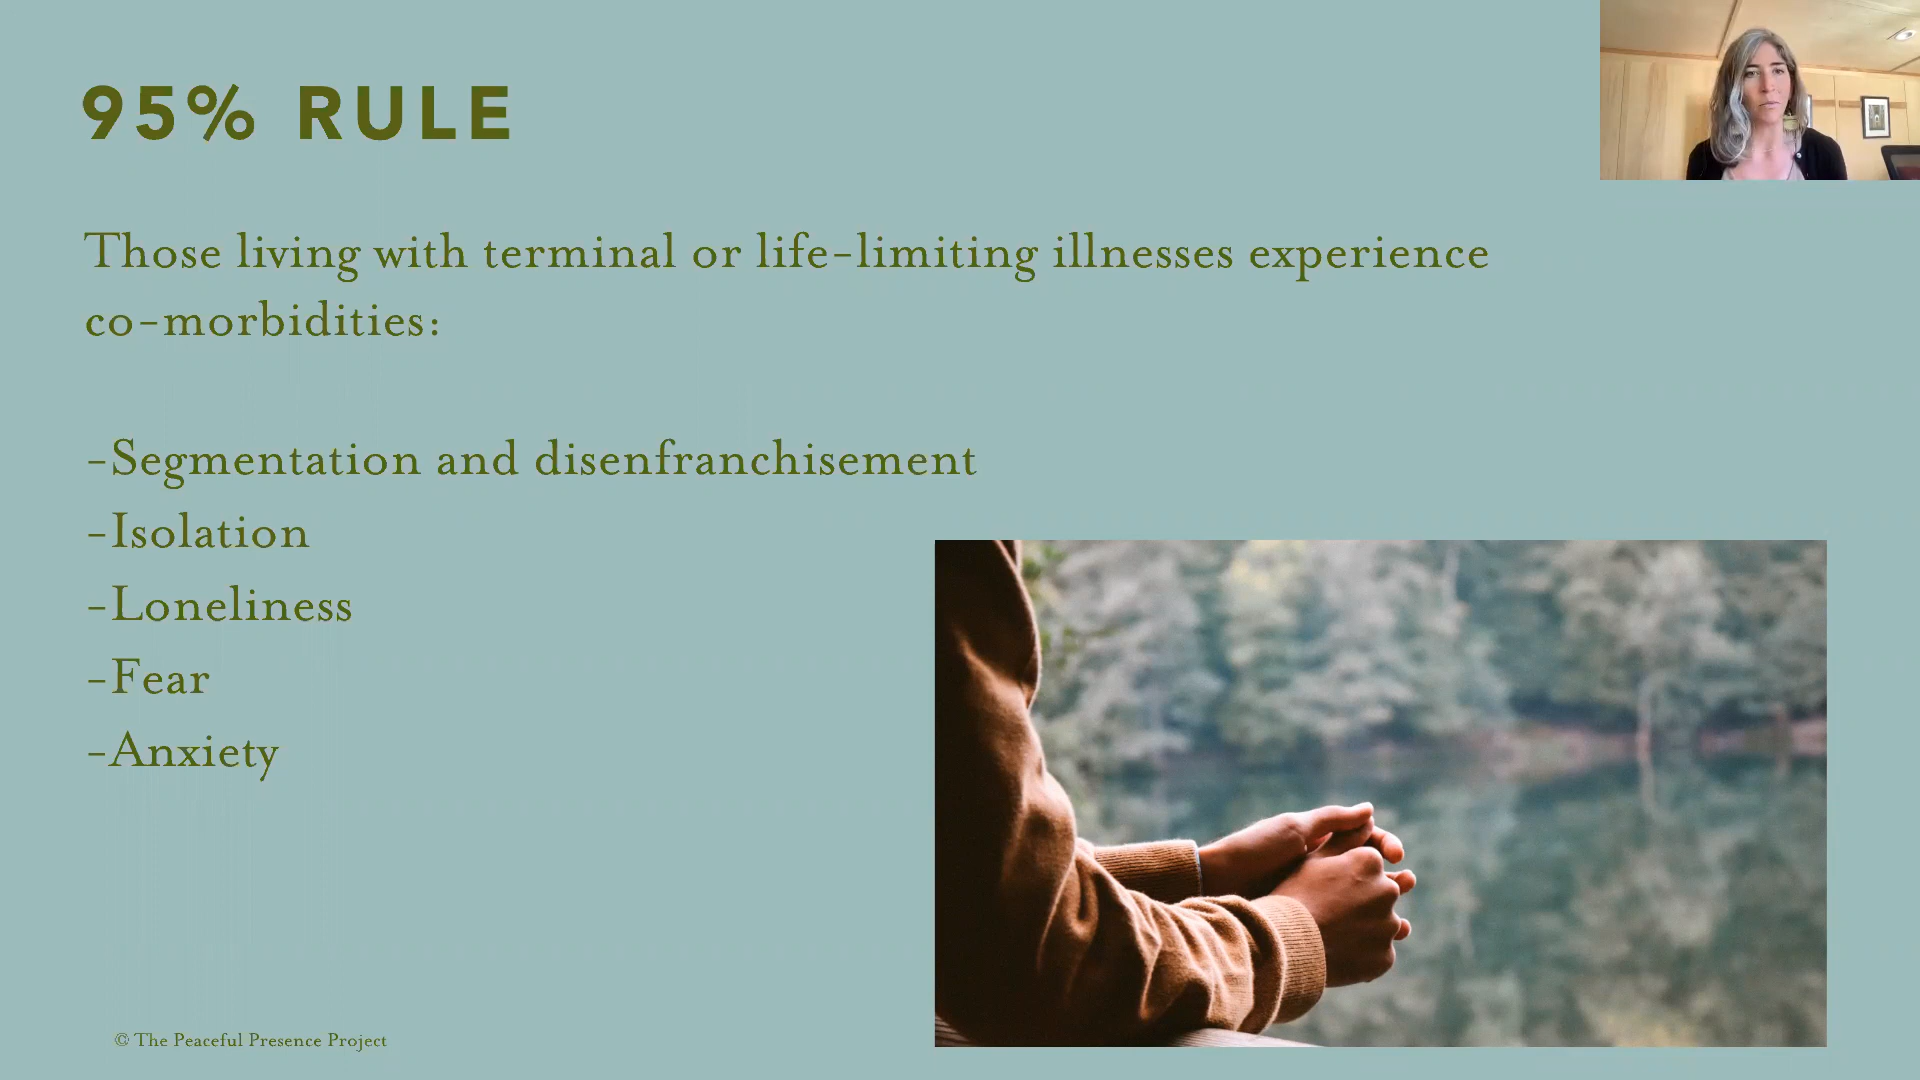 95% RULE
Those living with terminal or life-limiting illnesses experience
co-morbidities:
-Segmentation and disenfranchisement
-Isolation
-Loneliness
-Fear
-Anxiety
© The Peaceful Presence Project